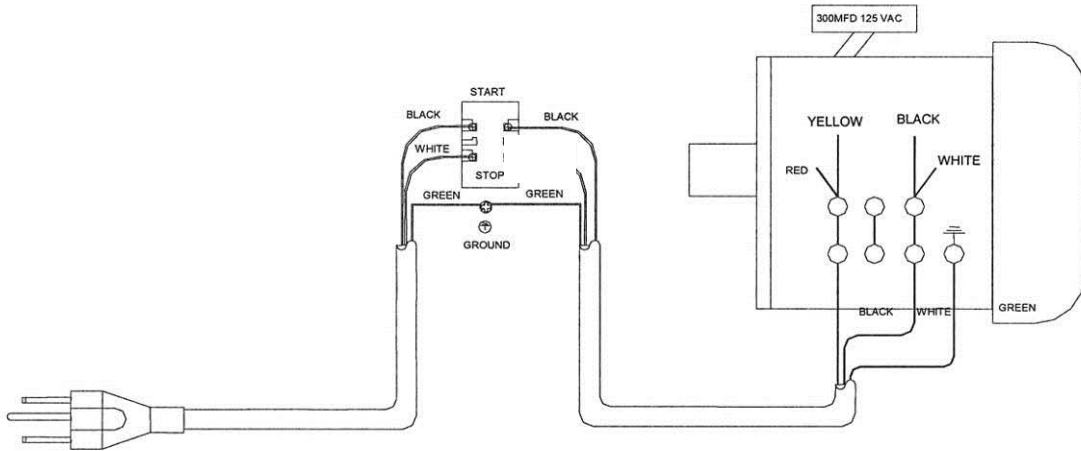 300MFD 125 VAC
START
BLACK
BLACK
WHITE
STOP
GREEN
GREEN
GROUND
YELLOW
BLACK
RED
WHITE
BLACK
WHITE
GREEN